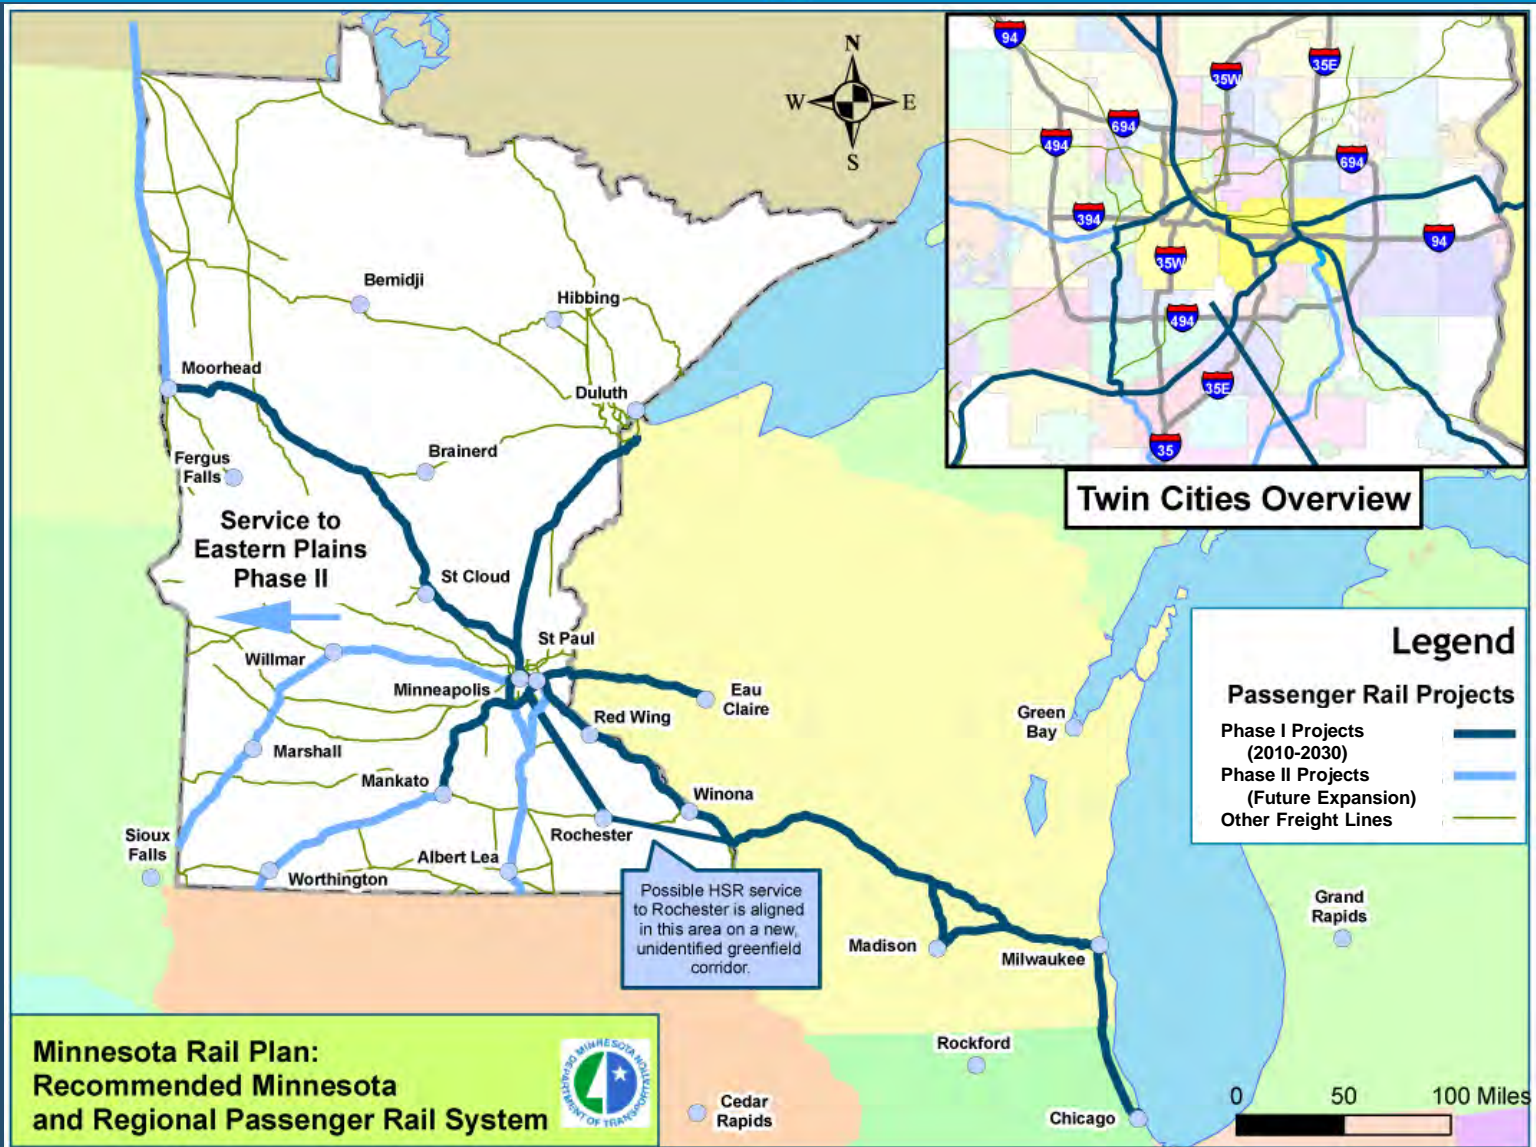 N
W
E
S
94
35W
35E
694
494
694
394
94
35W
494
35E
35
Twin Cities Overview
Bemidji
Hibbing
Moorhead
Duluth
Brainerd
Fergus
Falls
Service to
Eastern Plains
Phase II
St Cloud
St Paul
Willmar
Minneapolis
Eau
Claire
Red Wing
Green
Bay
Marshall
Mankato
Winona
Sioux
Falls
Rochester
Albert Lea
Worthington
Possible HSR service
to Rochester is aligned
in this area on a new,
unidentified greenfield
corridor.
Madison
Milwaukee
Grand
Rapids
Rockford
Cedar
Rapids
Chicago
Legend
Passenger Rail Projects
Phase I Projects
(2010-2030)
Phase II Projects
(Future Expansion)
Other Freight Lines
0 50 100 Miles
Minnesota Rail Plan:
Recommended Minnesota
and Regional Passenger Rail System
MINNESOTA DEPARTMENT OF TRANSPORTATION